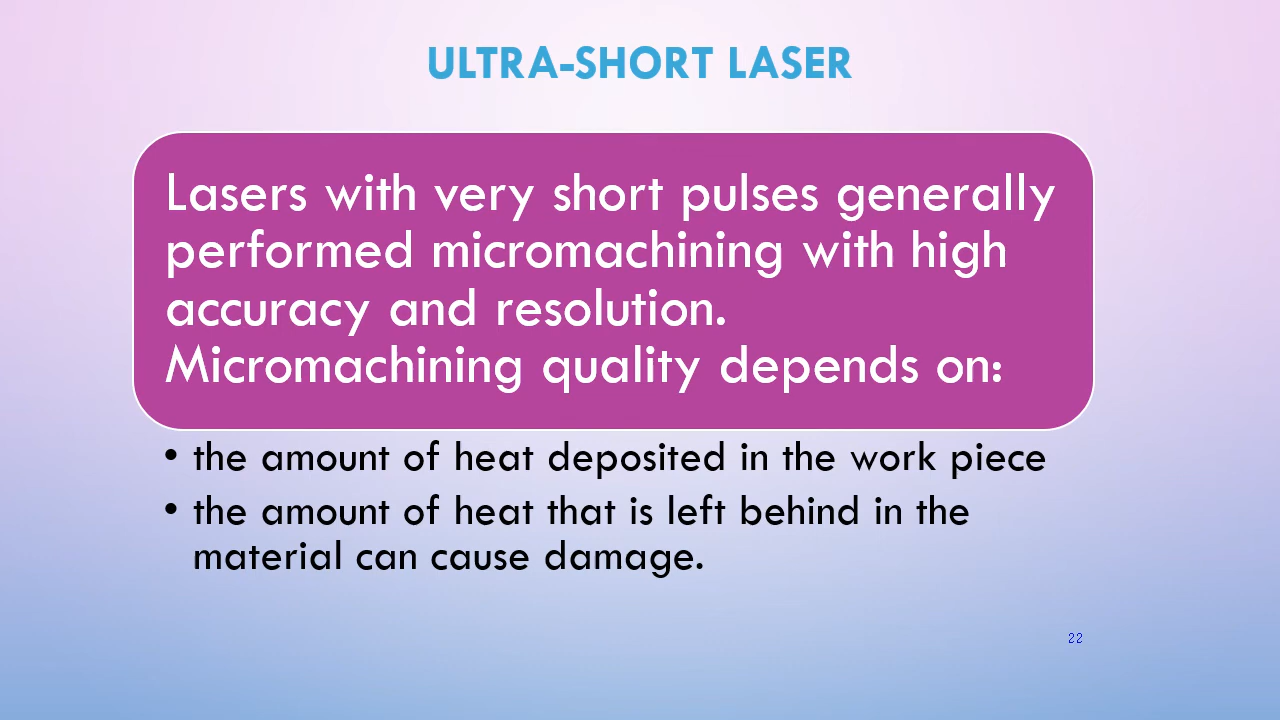 ULTRA-SHORT LASER
Lasers with very short pulses generally
performed micromachining with high
accuracy and resolution.
Micromachining quality depends on:
• the amount of heat deposited in the work piece
• the amount of heat that is left behind in the
material can cause damage.
22